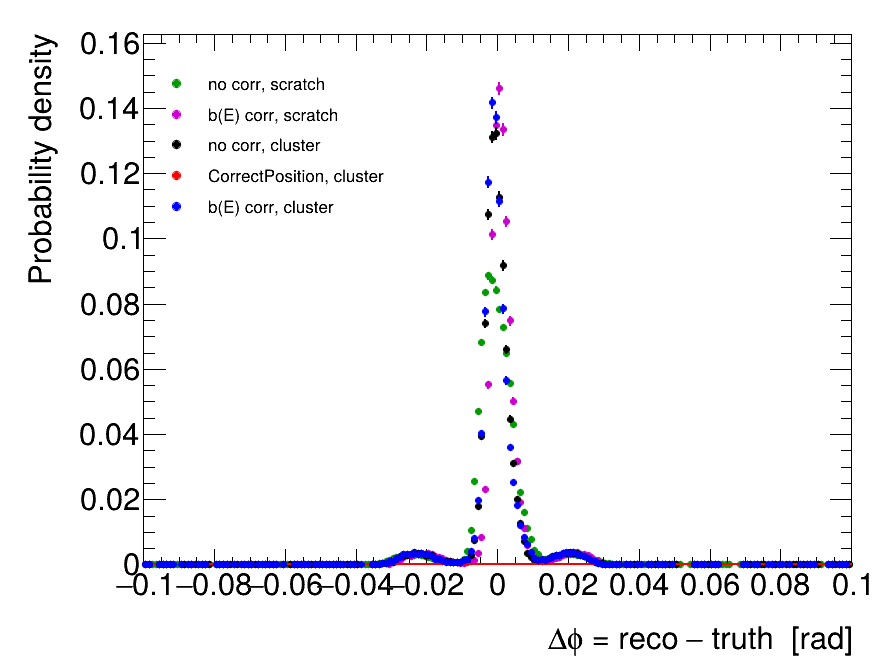 Probability density
0.16
0.14
0.12
0.1
0.08
0.06
0.04
0.02
0
no corr, scratch
b(E) corr, scratch
no corr, cluster
CorrectPosition, cluster
b(E) corr, cluster
−0.1 −0.08 −0.06 −0.04 −0.02 0 0.02 0.04 0.06 0.08 0.1
Δϕ = reco − truth [rad]